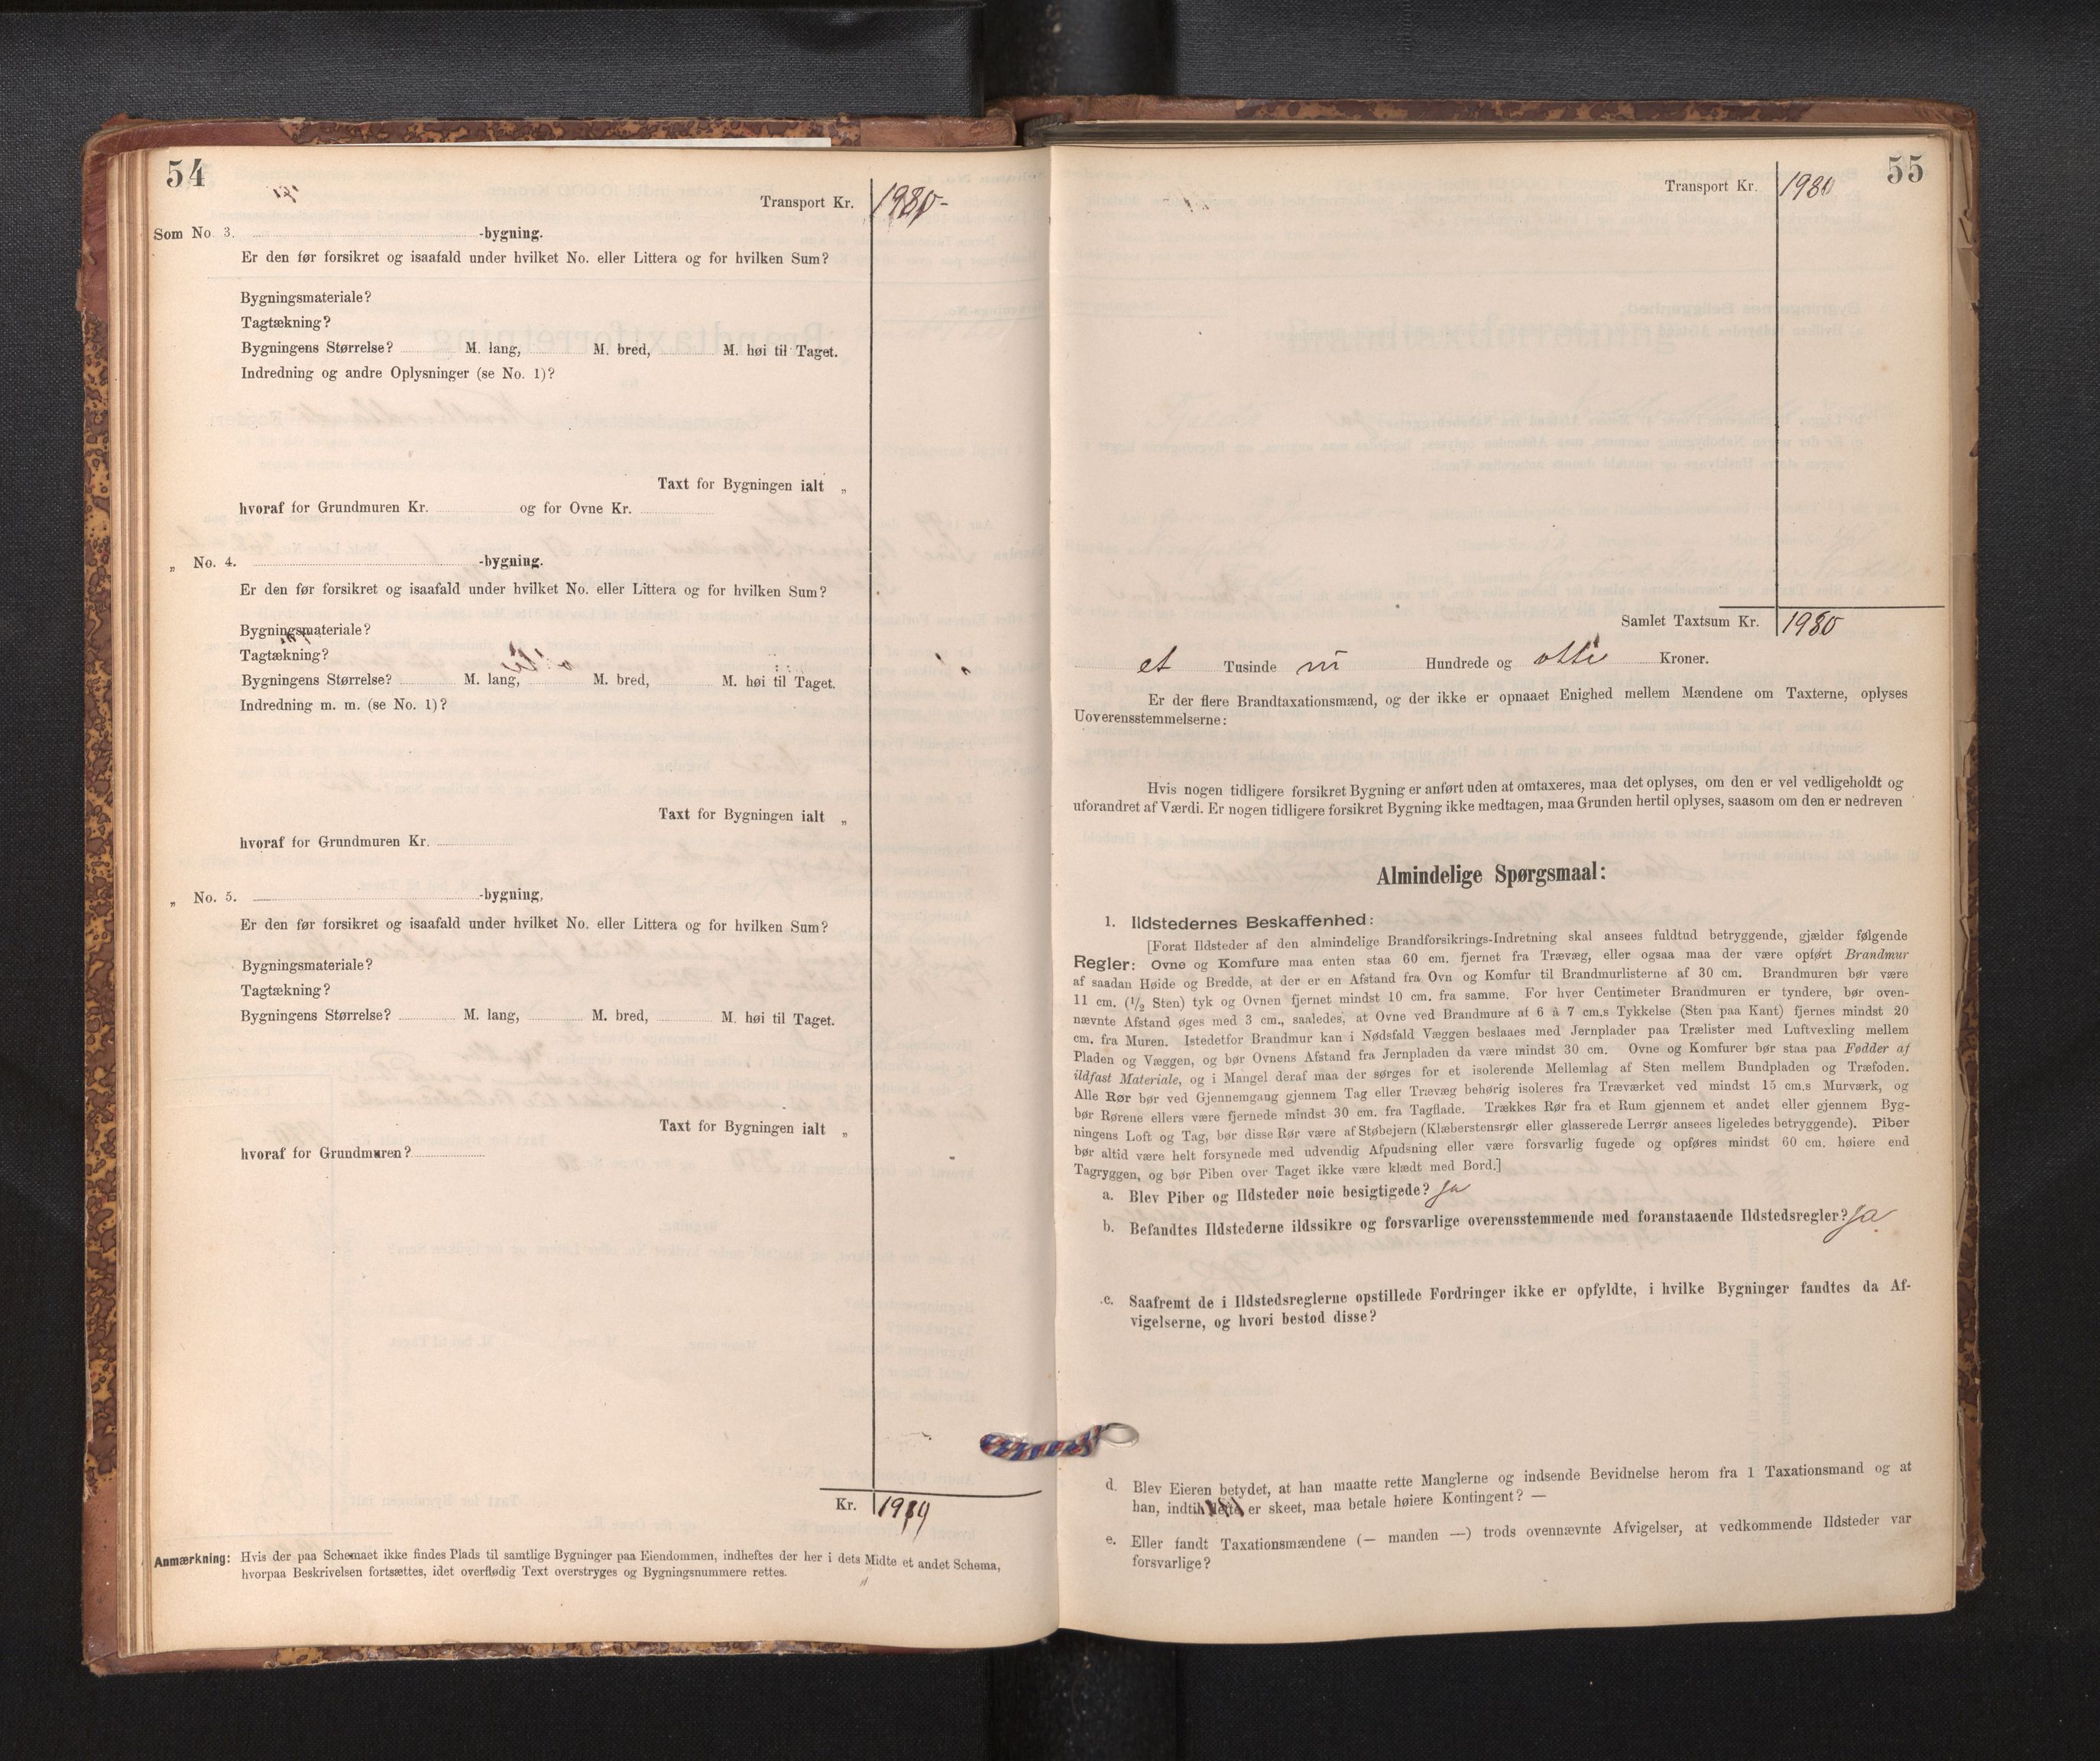 54
Transport Kr. 1980-
Som No. 3. -bygning.
Er den før forsikret og isaafald under hvilket No. eller Littera og for hvilken Sum?
Bygningsmateriale?
Tagtækning?
Bygningens Størrelse? M. lang, M. bred, M. høi til Taget.
Indredning og andre Oplysninger (se No. 1)?
Taxt for Bygningen ialt „
hvoraf for Grundmuren Kr. og for Ovne Kr.
„ No. 4. -bygning.
Er den før forsikret og isaafald under hvilket No. eller Littera og for hvilken Sum?
Bygningsmateriale?
Tagtækning?
Bygningens Størrelse? M. lang, M. bred, M. høi til Taget.
Indredning m. m. (se No. 1)?
Taxt for Bygningen ialt „
hvoraf for Grundmuren Kr.
„ No. 5. -bygning,
Er den før forsikret og isaafald under hvilket No. eller Littera og for hvilken Sum?
Bygningsmateriale?
Tagtækning?
Bygningens Størrelse? M. lang, M. bred, M. høi til Taget.
Taxt for Bygningen ialt „
hvoraf for Grundmuren?
Kr.
Anmærkning: Hvis der paa Schemaet ikke findes Plads til samtlige Bygninger paa Eiendommen, indheftes der her i dets Midte et andet Schema,
hvorpaa Beskrivelsen fortsættes, idet overflødig Text overstryges og Bygningsnummere rettes.
55
Transport Kr. 1980
Samlet Taxtsum Kr. 1980
et Tusinde ni Hundrede og otti Kroner.
Er der flere Brandtaxationsmænd, og der ikke er opnaaet Enighed mellem Mændene om Taxterne, oplyses
Uoverensstemmelserne:
Hvis nogen tidligere forsikret Bygning er anført uden at omtaxeres, maa det oplyses, om den er vel vedligeholdt og
uforandret af Værdi. Er nogen tidligere forsikret Bygning ikke medtagen, maa Grunden hertil oplyses, saasom om den er nedreven
Almindelige Spørgsmaal:
1. Ildstedernes Beskaffenhed:
[Forat Ildsteder af den almindelige Brandforsikrings-Indretning skal ansees fuldtud betryggende, gjælder følgende
Regler: Ovne og Komfure maa enten staa 60 cm. fjernet fra Trævæg, eller ogsaa maa der være opført Brandmur
af saadan Høide og Bredde, at der er en Afstand fra Ovn og Komfur til Brandmurlisterne af 30 cm. Brandmuren bør være
11 cm. (1/2 Sten) tyk og Ovnen fjernet mindst 10 cm. fra samme. For hver Centimeter Brandmuren er tyndere, bør oven-
nævnte Afstand øges med 3 cm., saaledes, at Ovne ved Brandmure af 6 à 7 cm.s Tykkelse (Sten paa Kant) fjernes mindst 20
cm. fra Muren. Istedetfor Brandmur kan i Nødsfald Væggen beslaaes med Jernplader paa Trælister med Luftvexling mellem
Pladen og Væggen, og bør Ovnens Afstand fra Jernpladen da være mindst 30 cm. Ovne og Komfurer bør staa paa Fødder af
ildfast Materiale, og i Mangel deraf maa der sørges for et isolerende Mellemlag af Sten mellem Bundpladen og Træfoden.
Alle Rør bør ved Gjennemgang gjennem Tag eller Trævæg behørig isoleres fra Træværket ved mindst 15 cm.s Murværk, og
bør Rørene ellers være fjernede mindst 30 cm. fra Tagflade. Trækkes Rør fra et Rum gjennem et andet eller gjennem Byg-
ningens Loft og Tag, bør disse Rør være af Støbejern (Klæberstensrør eller glasserede Lerrør ansees ligeledes betryggende). Piber
bør altid være helt forsynede med udvendig Afpudsning eller være forsvarlig fugede og opføres mindst 60 cm. høiere end
Tagryggen, og bør Piben over Taget ikke være klædt med Bord.]
a. Blev Piber og Ildsteder nøie besigtigede? ja
b. Befandtes Ildstederne ildssikre og forsvarlige overensstemmende med foranstaaende Ildstedsregler? ja
c. Saafremt de i Ildstedsreglerne opstillede Fordringer ikke er opfyldte, i hvilke Bygninger fandtes da Af-
vigelserne, og hvori bestod disse?
d. Blev Eieren betydet, at han maatte rette Manglerne og indsende Bevidnelse herom fra 1 Taxationsmand og at
han, indtil dette er skeet, maa betale høiere Kontingent? —
e. Eller fandt Taxationsmændene (— manden —) trods ovennævnte Afvigelser, at vedkommende Ildsteder var
forsvarlige?